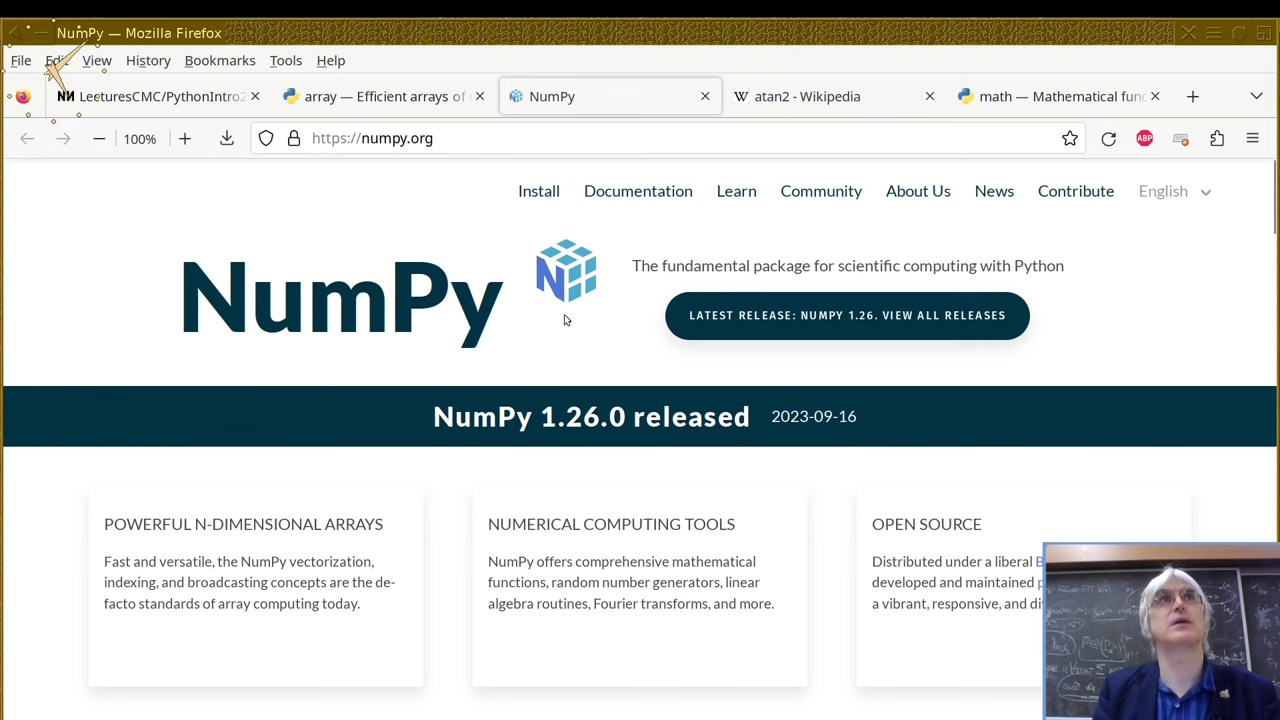 NumPy — Mozilla Firefox
File Edit View History Bookmarks Tools Help
LecturesCMC/PythonIntro2 array — Efficient arrays of NumPy atan2 - Wikipedia math — Mathematical func
100% https://numpy.org ABP
Install Documentation Learn Community About Us News Contribute English
NumPy
The fundamental package for scientific computing with Python
LATEST RELEASE: NUMPY 1.26. VIEW ALL RELEASES
NumPy 1.26.0 released 2023-09-16
POWERFUL N-DIMENSIONAL ARRAYS
Fast and versatile, the NumPy vectorization,
indexing, and broadcasting concepts are the de-
facto standards of array computing today.
NUMERICAL COMPUTING TOOLS
NumPy offers comprehensive mathematical
functions, random number generators, linear
algebra routines, Fourier transforms, and more.
OPEN SOURCE
Distributed under a liberal B
developed and maintained
a vibrant, responsive, and di